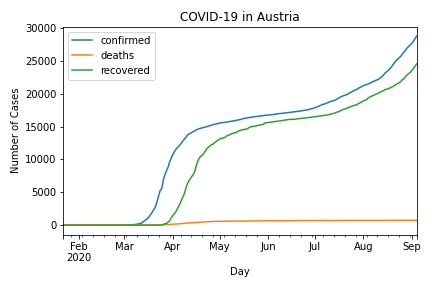 COVID-19 in Austria
confirmed
deaths
recovered
Number of Cases
30000
25000
20000
15000
10000
5000
0
Feb
2020
Mar
Apr
May
Jun
Jul
Aug
Sep
Day